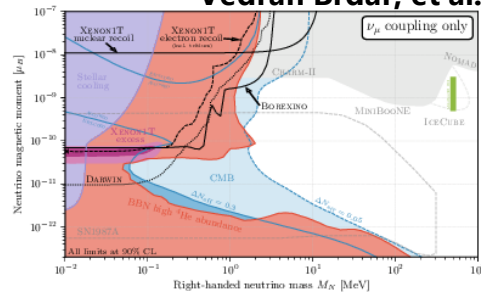 Vedran Brdar, et al.
XENON1T
nuclear recoil
XENON1T
electron recoil
νμ coupling only
NOMAD
Stellar
cooling
CHARM-II
BOREXINO
MINIBOONE
ICECUBE
XENON1T
excess
DARWIN
CMB
ΔNeff = 0.3
ΔNeff = 0.05
BBN high ⁴He abundance
SN1987A
All limits at 90% CL
Neutrino magnetic moment [μB]
10⁻⁷
10⁻⁸
10⁻⁹
10⁻¹⁰
10⁻¹¹
10⁻¹²
10⁻² 10⁻¹ 10⁰ 10¹ 10² 10³
Right-handed neutrino mass MN [MeV]